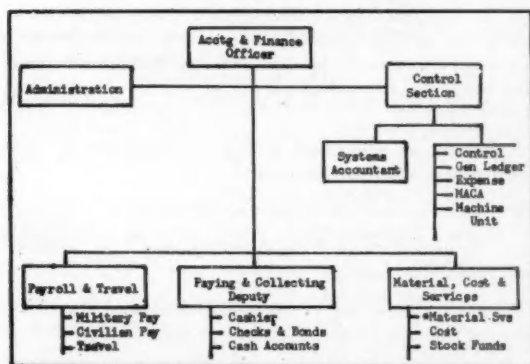 Acctg & Finance
Officer
Administration
Control
Section
Systems
Accountant
Control
Gen Ledger
Expense
MACA
Machine
Unit
Payroll & Travel
Military Pay
Civilian Pay
Travel
Paying & Collecting
Deputy
Cashier
Checks & Bonds
Cash Accounts
Material, Cost &
Services
*Material Svs
Cost
Stock Funds